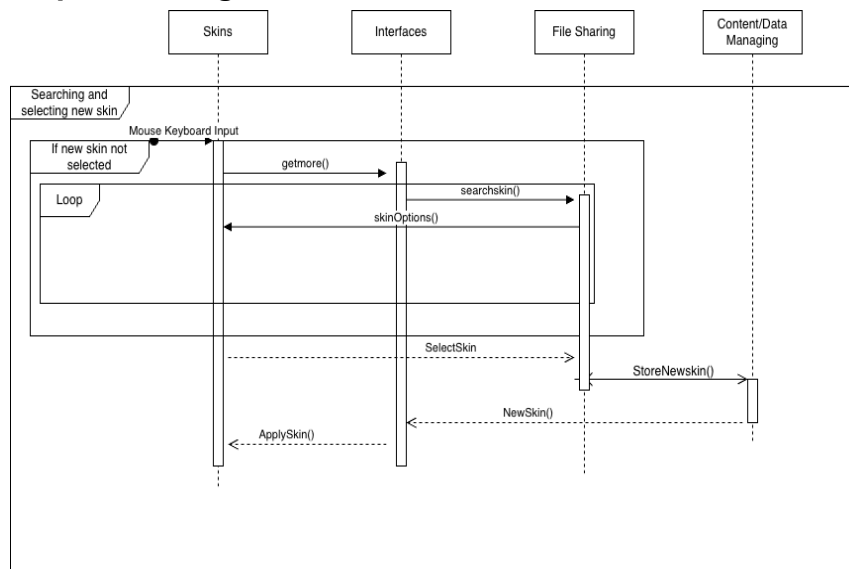 Skins
Interfaces
File Sharing
Content/Data
Managing
Searching and
selecting new skin
Mouse Keyboard Input
If new skin not
selected
getmore()
Loop
searchskin()
skinOptions()
SelectSkin
StoreNewskin()
NewSkin()
ApplySkin()